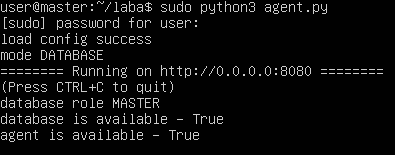 user@master:~/laba$ sudo python3 agent.py
[sudo] password for user:
load config success
mode DATABASE
======== Running on http://0.0.0.0:8080 ========
(Press CTRL+C to quit)
database role MASTER
database is available - True
agent is available - True